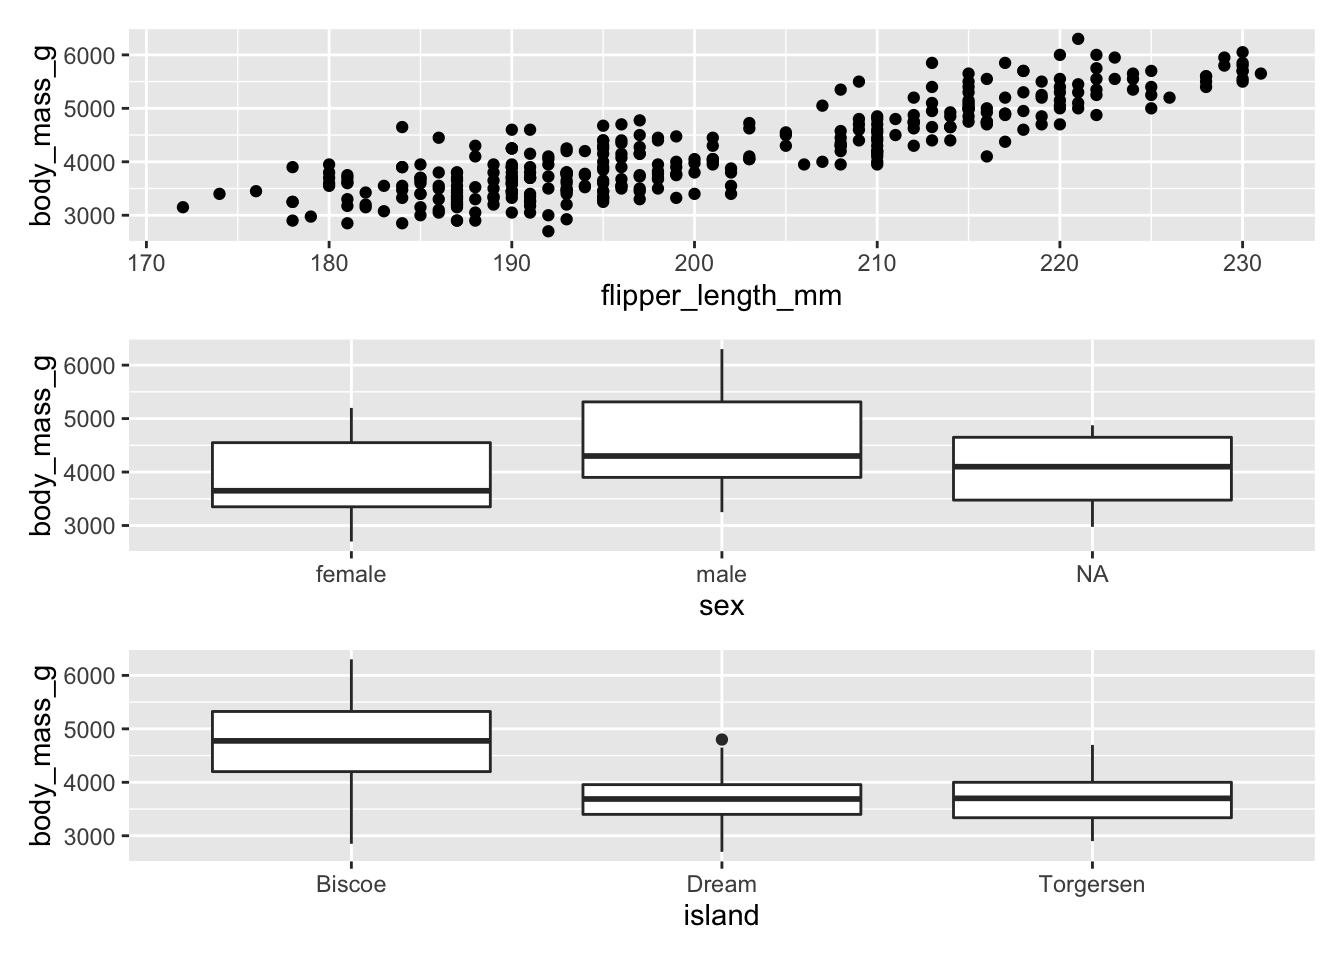 body_mass_g
6000
5000
4000
3000
170 180 190 200 210 220 230
flipper_length_mm
body_mass_g
6000
5000
4000
3000
female male NA
sex
body_mass_g
6000
5000
4000
3000
Biscoe Dream Torgersen
island